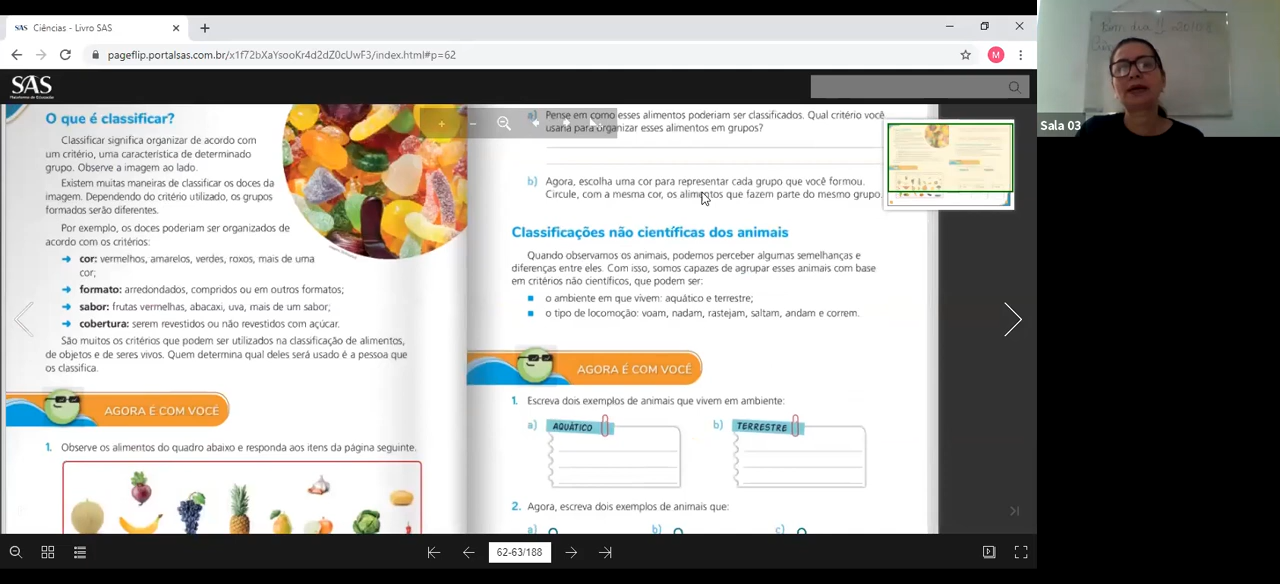 Ciências - Livro SAS
pageflip.portalsas.com.br/x1f72bXaYsooKr4d2dZ0cUwF3/index.html#p=62
M
SAS
Plataforma de Educação
O que é classificar?
Classificar significa organizar de acordo com
um critério, uma característica de determinado
grupo. Observe a imagem ao lado.
Existem muitas maneiras de classificar os doces da
imagem. Dependendo do critério utilizado, os grupos
formados serão diferentes.
Por exemplo, os doces poderiam ser organizados de
acordo com os critérios:
cor: vermelhos, amarelos, verdes, roxos, mais de uma
cor;
formato: arredondados, compridos ou em outros formatos;
sabor: frutas vermelhas, abacaxi, uva, mais de um sabor;
cobertura: serem revestidos ou não revestidos com açúcar.
São muitos os critérios que podem ser utilizados na classificação de alimentos,
de objetos e de seres vivos. Quem determina qual deles será usado é a pessoa que
os classifica.
AGORA É COM VOCÊ
1. Observe os alimentos do quadro abaixo e responda aos itens da página seguinte.
a) Pense em como esses alimentos poderiam ser classificados. Qual critério você
usaria para organizar esses alimentos em grupos?
b) Agora, escolha uma cor para representar cada grupo que você formou.
Circule, com a mesma cor, os alimentos que fazem parte do mesmo grupo.
Classificações não científicas dos animais
Quando observamos os animais, podemos perceber algumas semelhanças e
diferenças entre eles. Com isso, somos capazes de agrupar esses animais com base
em critérios não científicos, que podem ser:
o ambiente em que vivem: aquático e terrestre;
o tipo de locomoção: voam, nadam, rastejam, saltam, andam e correm.
AGORA É COM VOCÊ
1. Escreva dois exemplos de animais que vivem em ambiente:
a) AQUÁTICO
b) TERRESTRE
2. Agora, escreva dois exemplos de animais que:
a) b) c)
62-63/188
Bom dia !!
Sala 03